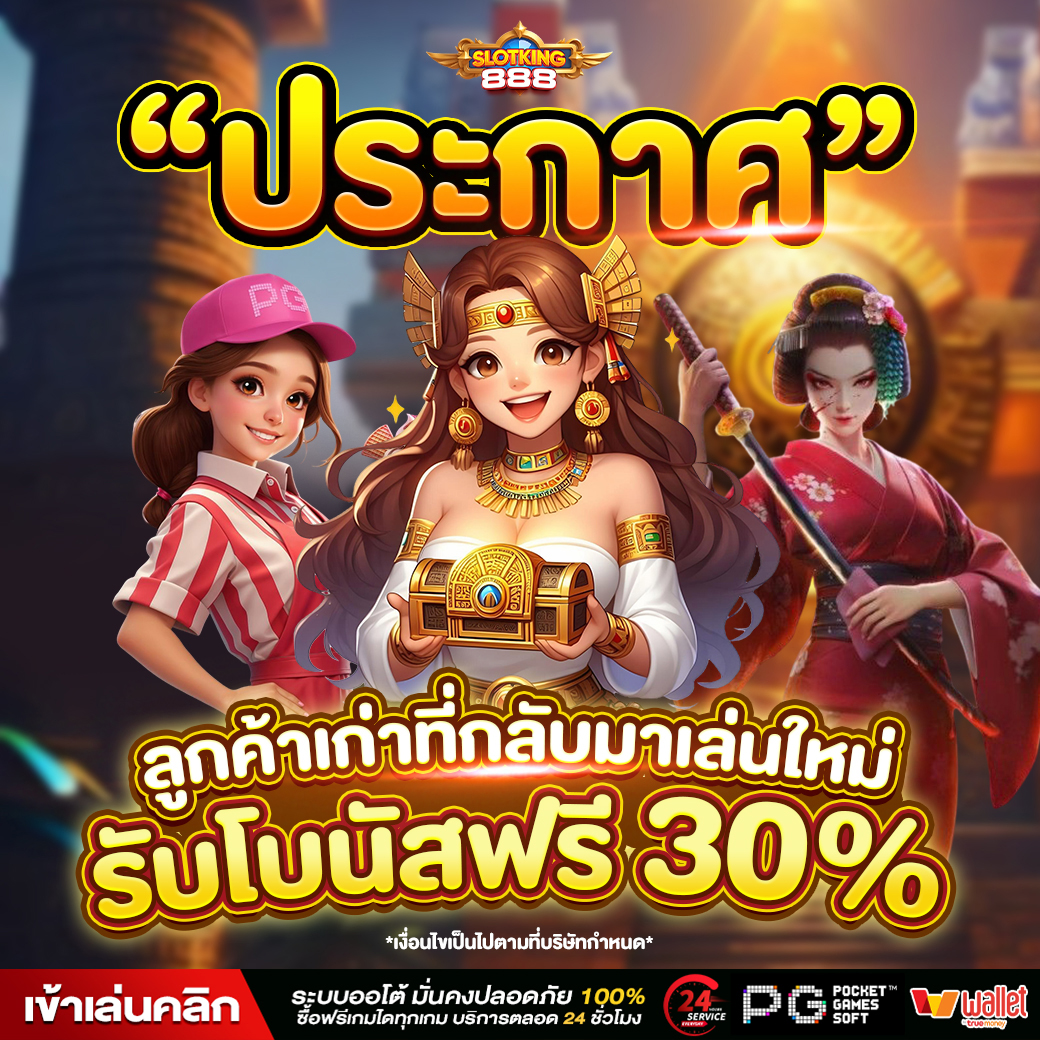 SLOTKING
888
“ประกาศ”
PG
ลูกค้าเก่าที่กลับมาเล่นใหม่
รับโบนัสฟรี 30%
*เงื่อนไขเป็นไปตามที่บริษัทกำหนด*
เข้าเล่นคลิก
ระบบออโต้ มั่นคงปลอดภัย 100%
ซื้อฟรีเกมได้ทุกเกม บริการตลอด 24 ชั่วโมง
24 HOURS
SERVICE
EVERYDAY
PG POCKET™
GAMES
SOFT
wallet
by truemoney